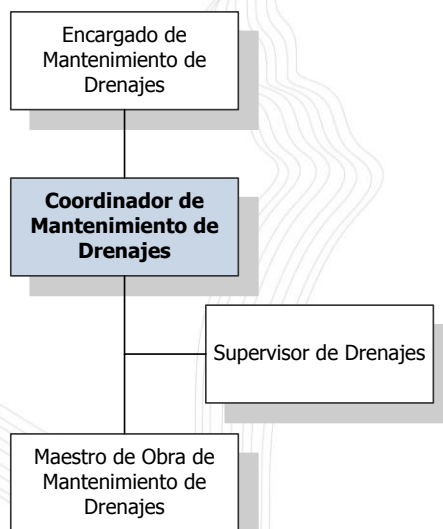 Encargado de
Mantenimiento de
Drenajes
Coordinador de
Mantenimiento de
Drenajes
Supervisor de Drenajes
Maestro de Obra de
Mantenimiento de
Drenajes